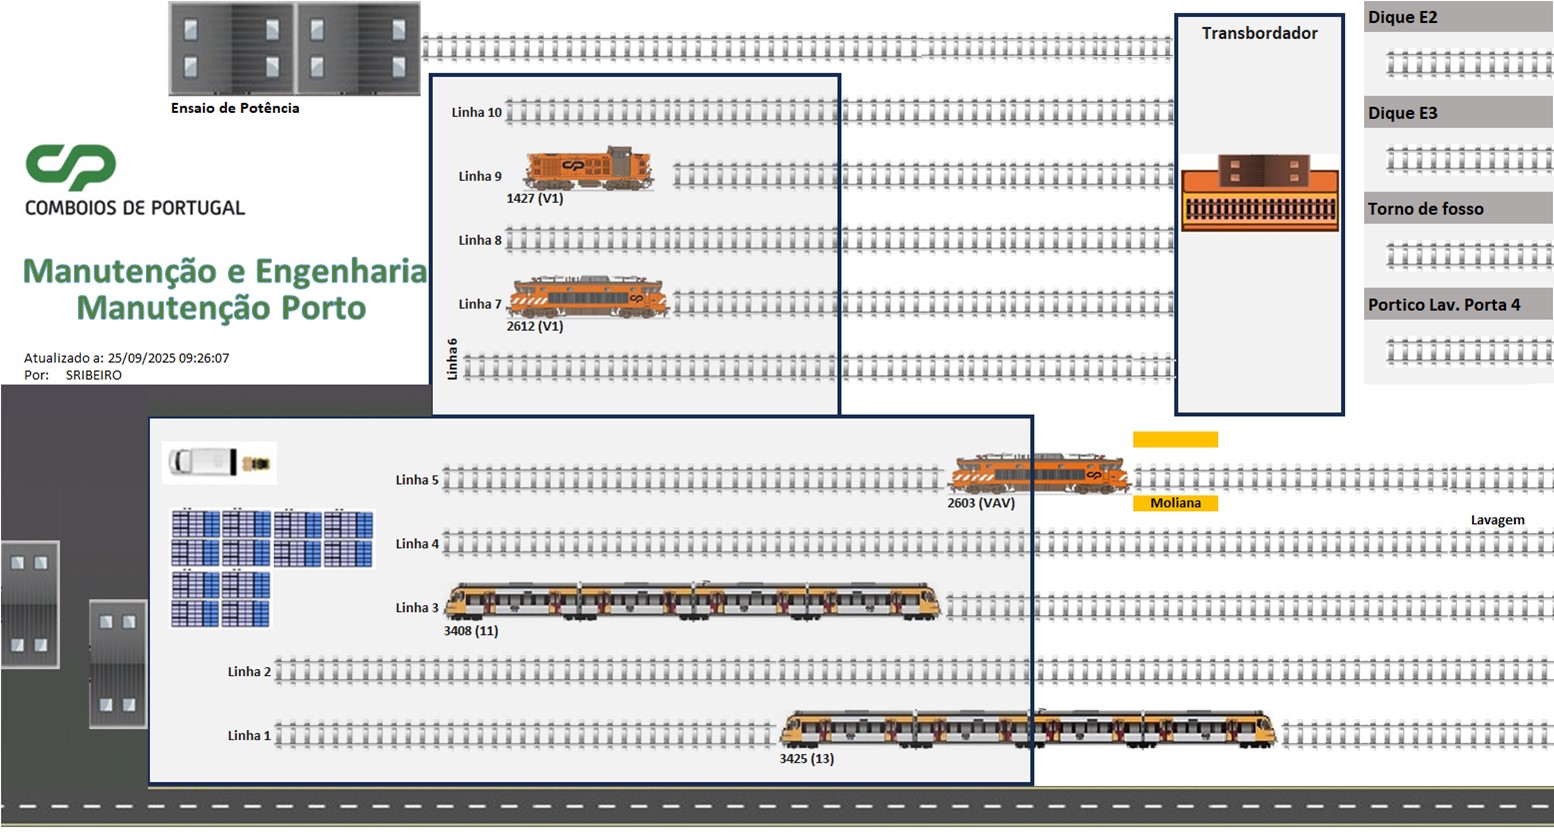 Dique E2
Transbordador
Ensaio de Potência
Linha 10
Dique E3
Linha 9
1427 (V1)
CP
COMBOIOS DE PORTUGAL
Torno de fosso
Linha 8
Manutenção e Engenharia
Manutenção Porto
Linha 7
2612 (V1)
Portico Lav. Porta 4
Atualizado a: 25/09/2025 09:26:07
Por: SRIBEIRO
Linha 6
Linha 5
2603 (VAV)
Moliana
Lavagem
Linha 4
Linha 3
3408 (11)
Linha 2
Linha 1
3425 (13)